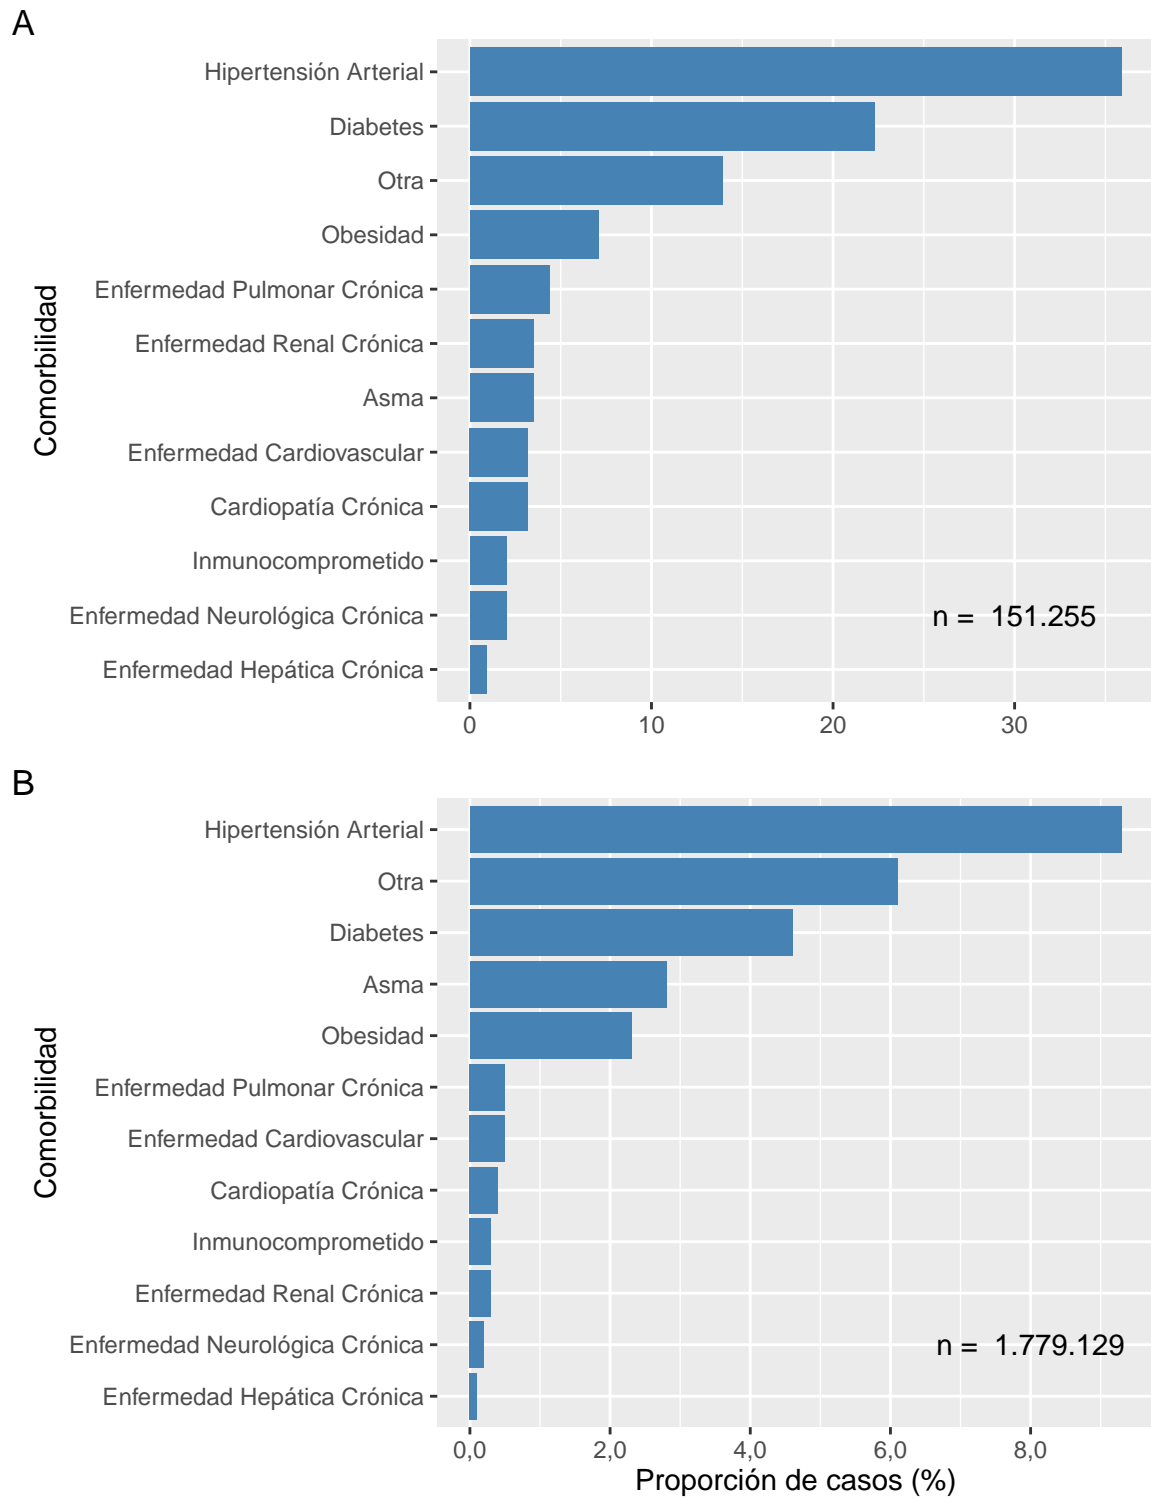 A
Hipertensión Arterial
Diabetes
Otra
Obesidad
Enfermedad Pulmonar Crónica
Enfermedad Renal Crónica
Asma
Enfermedad Cardiovascular
Cardiopatía Crónica
Inmunocomprometido
Enfermedad Neurológica Crónica
Enfermedad Hepática Crónica
Comorbilidad
n = 151.255
0 10 20 30
B
Hipertensión Arterial
Otra
Diabetes
Asma
Obesidad
Enfermedad Pulmonar Crónica
Enfermedad Cardiovascular
Cardiopatía Crónica
Inmunocomprometido
Enfermedad Renal Crónica
Enfermedad Neurológica Crónica
Enfermedad Hepática Crónica
Comorbilidad
n = 1.779.129
0,0 2,0 4,0 6,0 8,0
Proporción de casos (%)